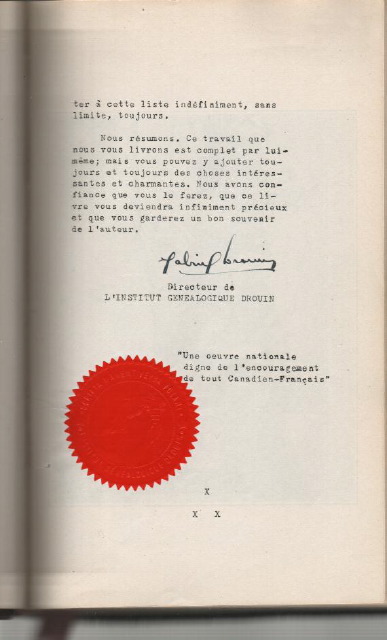 ter à cette liste indéfiniment, sans
limite, toujours.
Nous résumons. Ce travail que
nous vous livrons est complet par lui-
même; mais vous pouvez y ajouter tou-
jours et toujours des choses intéres-
santes et charmantes. Nous avons con-
fiance que vous le ferez, que ce li-
vre vous deviendra infiniment précieux
et que vous garderez un bon souvenir
de l'auteur.
Gabriel Drouin
Directeur de
L'INSTITUT GENEALOGIQUE DROUIN
"Une oeuvre nationale
digne de l'encouragement
de tout Canadien-Français"
X
X X